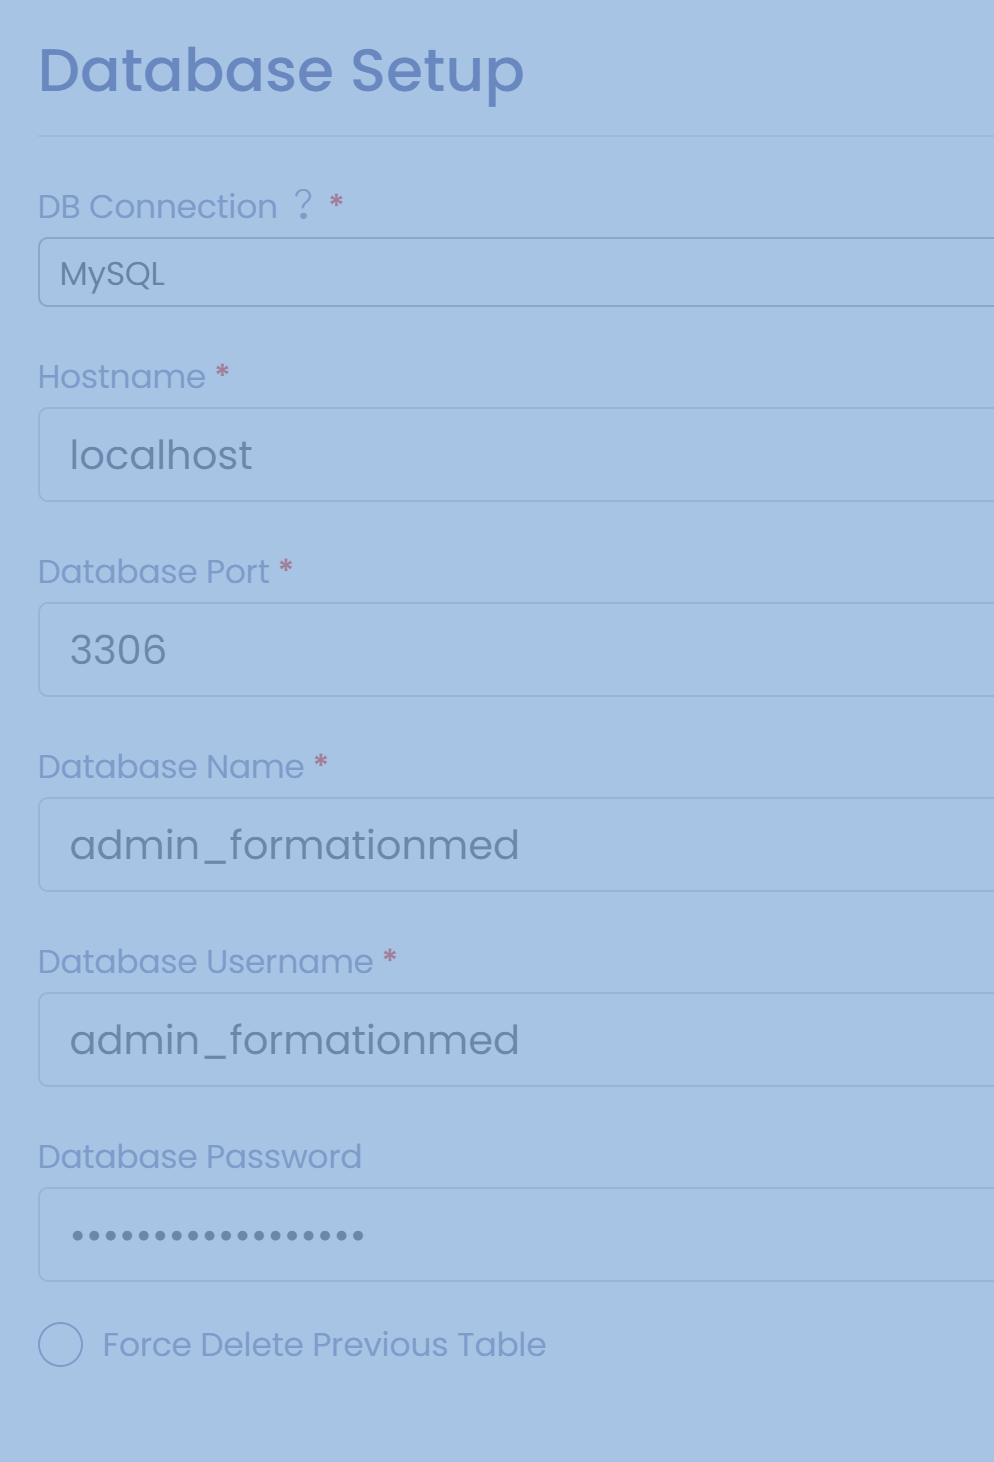 Database Setup
DB Connection ? *
MySQL
Hostname *
localhost
Database Port *
3306
Database Name *
admin_formationmed
Database Username *
admin_formationmed
Database Password
••••••••••••••••••
Force Delete Previous Table